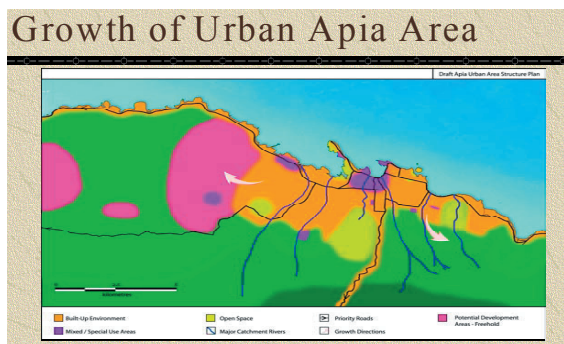 Growth of Urban Apia Area
Draft Apia Urban Area Structure Plan
Built-Up Environment
Open Space
Priority Roads
Potential Development
Areas - Freehold
Mixed / Special Use Areas
Major Catchment Rivers
Growth Directions